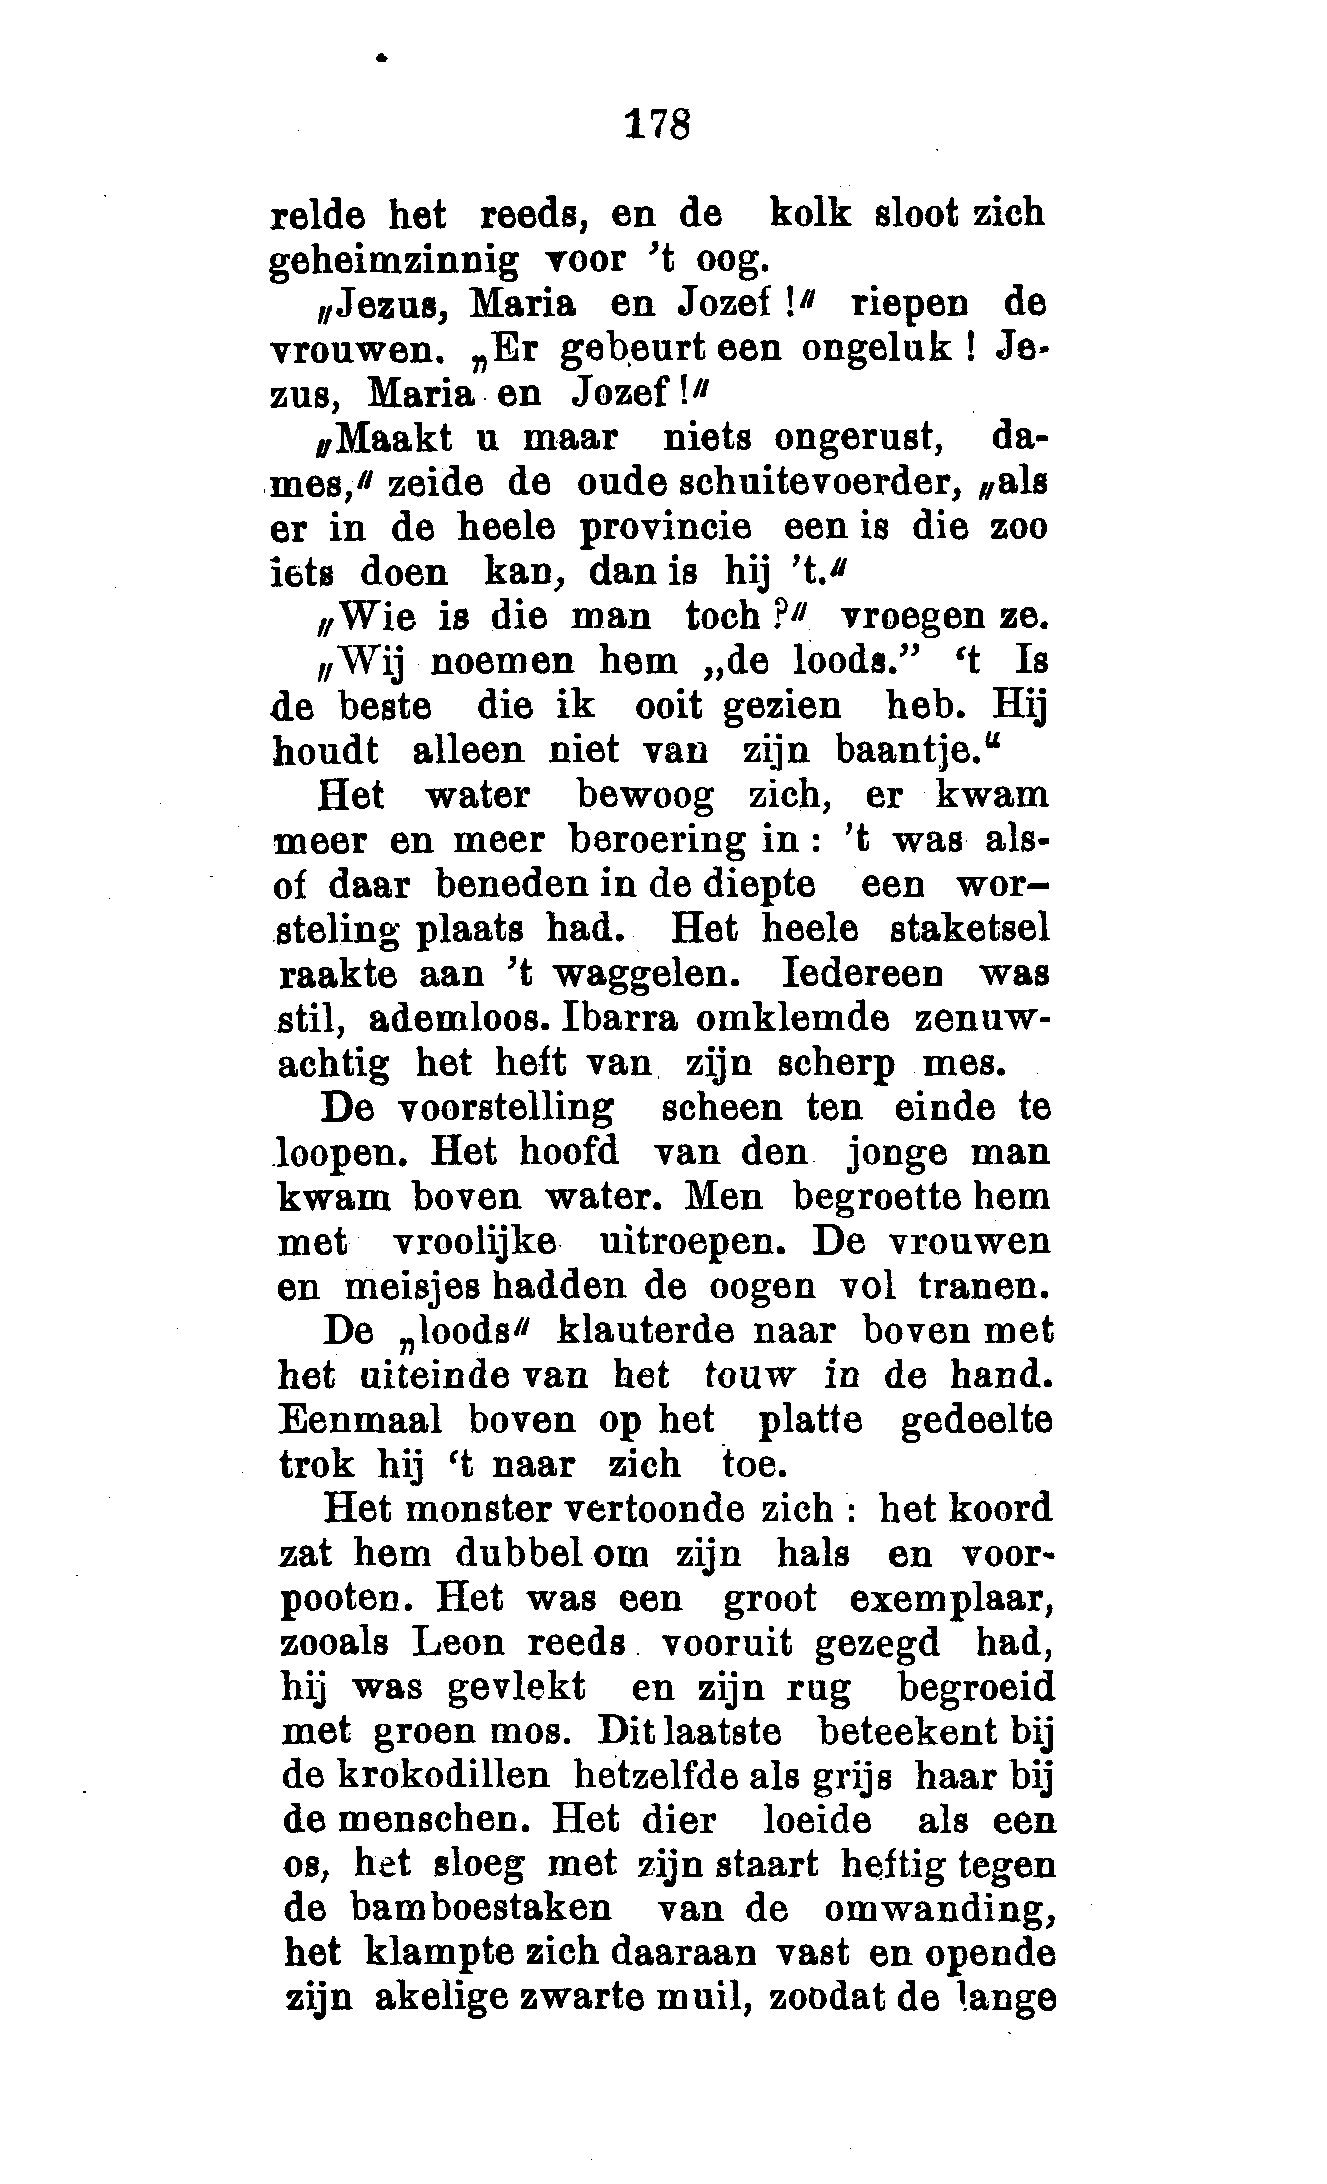 178
relde het reeds, en de kolk sloot zich
geheimzinnig voor 't oog.
„Jezus, Maria en Jozef !" riepen de
vrouwen. „Er gebeurt een ongeluk ! Je-
zus, Maria en Jozef !"
„Maakt u maar niets ongerust, da-
mes," zeide de oude schuitevoerder, „als
er in de heele provincie een is die zoo
iets doen kan, dan is hij 't."
„Wie is die man toch ?" vroegen ze.
„Wij noemen hem „de loods.” ‘t Is
de beste die ik ooit gezien heb. Hij
houdt alleen niet van zijn baantje.“
Het water bewoog zich, er kwam
meer en meer beroering in : 't was als-
of daar beneden in de diepte een wor-
steling plaats had. Het heele staketsel
raakte aan 't waggelen. Iedereen was
stil, ademloos. Ibarra omklemde zenuw-
achtig het heft van zijn scherp mes.
De voorstelling scheen ten einde te
loopen. Het hoofd van den jonge man
kwam boven water. Men begroette hem
met vroolijke uitroepen. De vrouwen
en meisjes hadden de oogen vol tranen.
De „loods" klauterde naar boven met
het uiteinde van het touw in de hand.
Eenmaal boven op het platte gedeelte
trok hij ‘t naar zich toe.
Het monster vertoonde zich : het koord
zat hem dubbel om zijn hals en voor-
pooten. Het was een groot exemplaar,
zooals Leon reeds vooruit gezegd had,
hij was gevlekt en zijn rug begroeid
met groen mos. Dit laatste beteekent bij
de krokodillen hetzelfde als grijs haar bij
de menschen. Het dier loeide als een
os, het sloeg met zijn staart heftig tegen
de bamboestaken van de omwanding,
het klampte zich daaraan vast en opende
zijn akelige zwarte muil, zoodat de lange